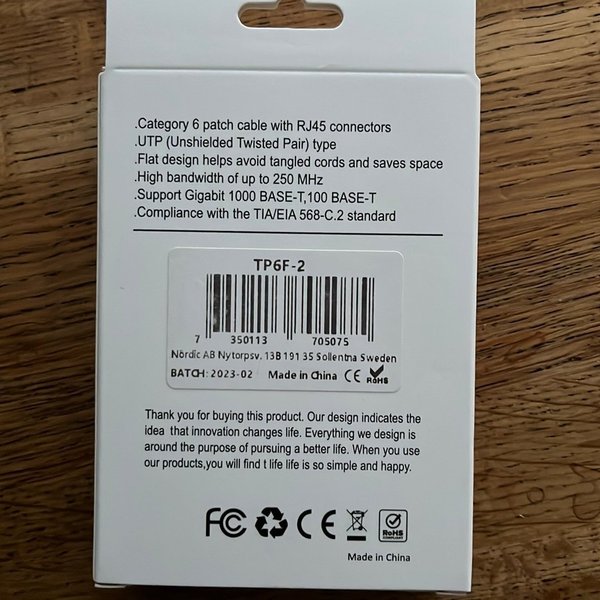 .Category 6 patch cable with RJ45 connectors
.UTP (Unshielded Twisted Pair) type
.Flat design helps avoid tangled cords and saves space
.High bandwidth of up to 250 MHz
.Support Gigabit 1000 BASE-T,100 BASE-T
.Compliance with the TIA/EIA 568-C.2 standard
TP6F-2
7 350113 705075
Nördic AB Nytorpsv. 13B 191 35 Sollentna Sweden
BATCH: 2023-02 Made in China CE RoHS
Thank you for buying this product. Our design indicates the
idea that innovation changes life. Everything we design is
around the purpose of pursuing a better life. When you use
our products,you will find t life life is so simple and happy.
FC CE RoHS
COMPLIANT
Made in China